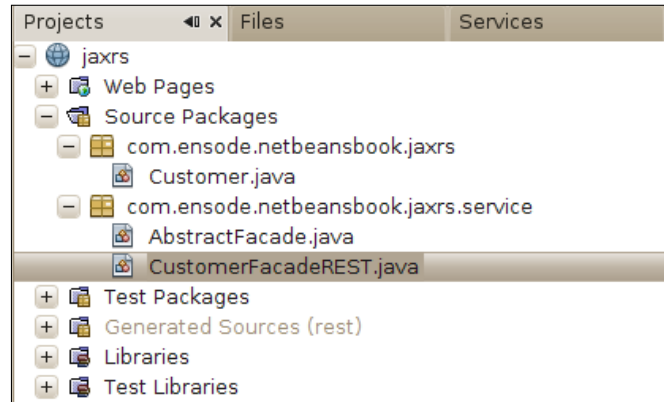 Projects Files Services
jaxrs
Web Pages
Source Packages
com.ensode.netbeansbook.jaxrs
Customer.java
com.ensode.netbeansbook.jaxrs.service
AbstractFacade.java
CustomerFacadeREST.java
Test Packages
Generated Sources (rest)
Libraries
Test Libraries